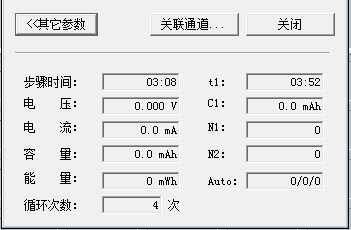 <<其它参数 关联通道... 关闭
步骤时间: 03:08 t1: 03:52
电 压: 0.000 V C1: 0.0 mAh
电 流: 0.0 mA N1: 0
容 量: 0.0 mAh N2: 0
能 量: 0 mWh Auto: 0/0/0
循环次数: 4 次